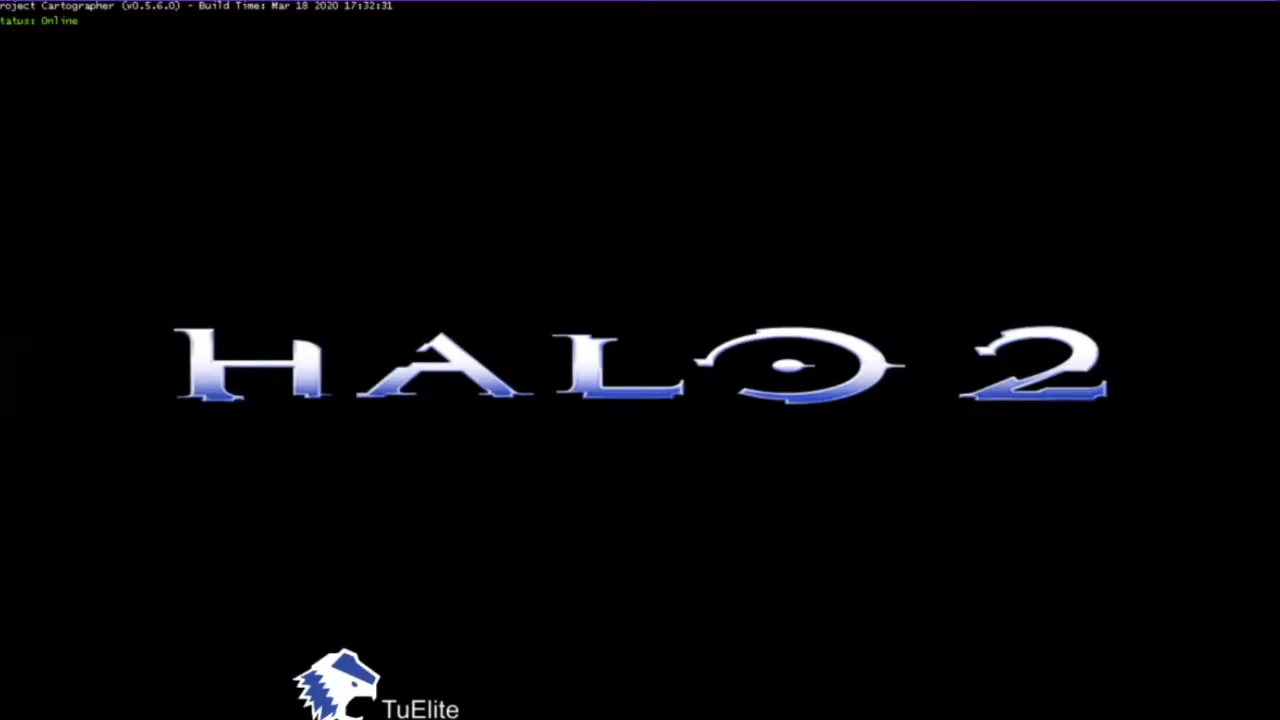 roject Cartographer (v0.5.6.0) - Build Time: Mar 18 2020 17:32:31
tatus: Online
HALO 2
TuElite